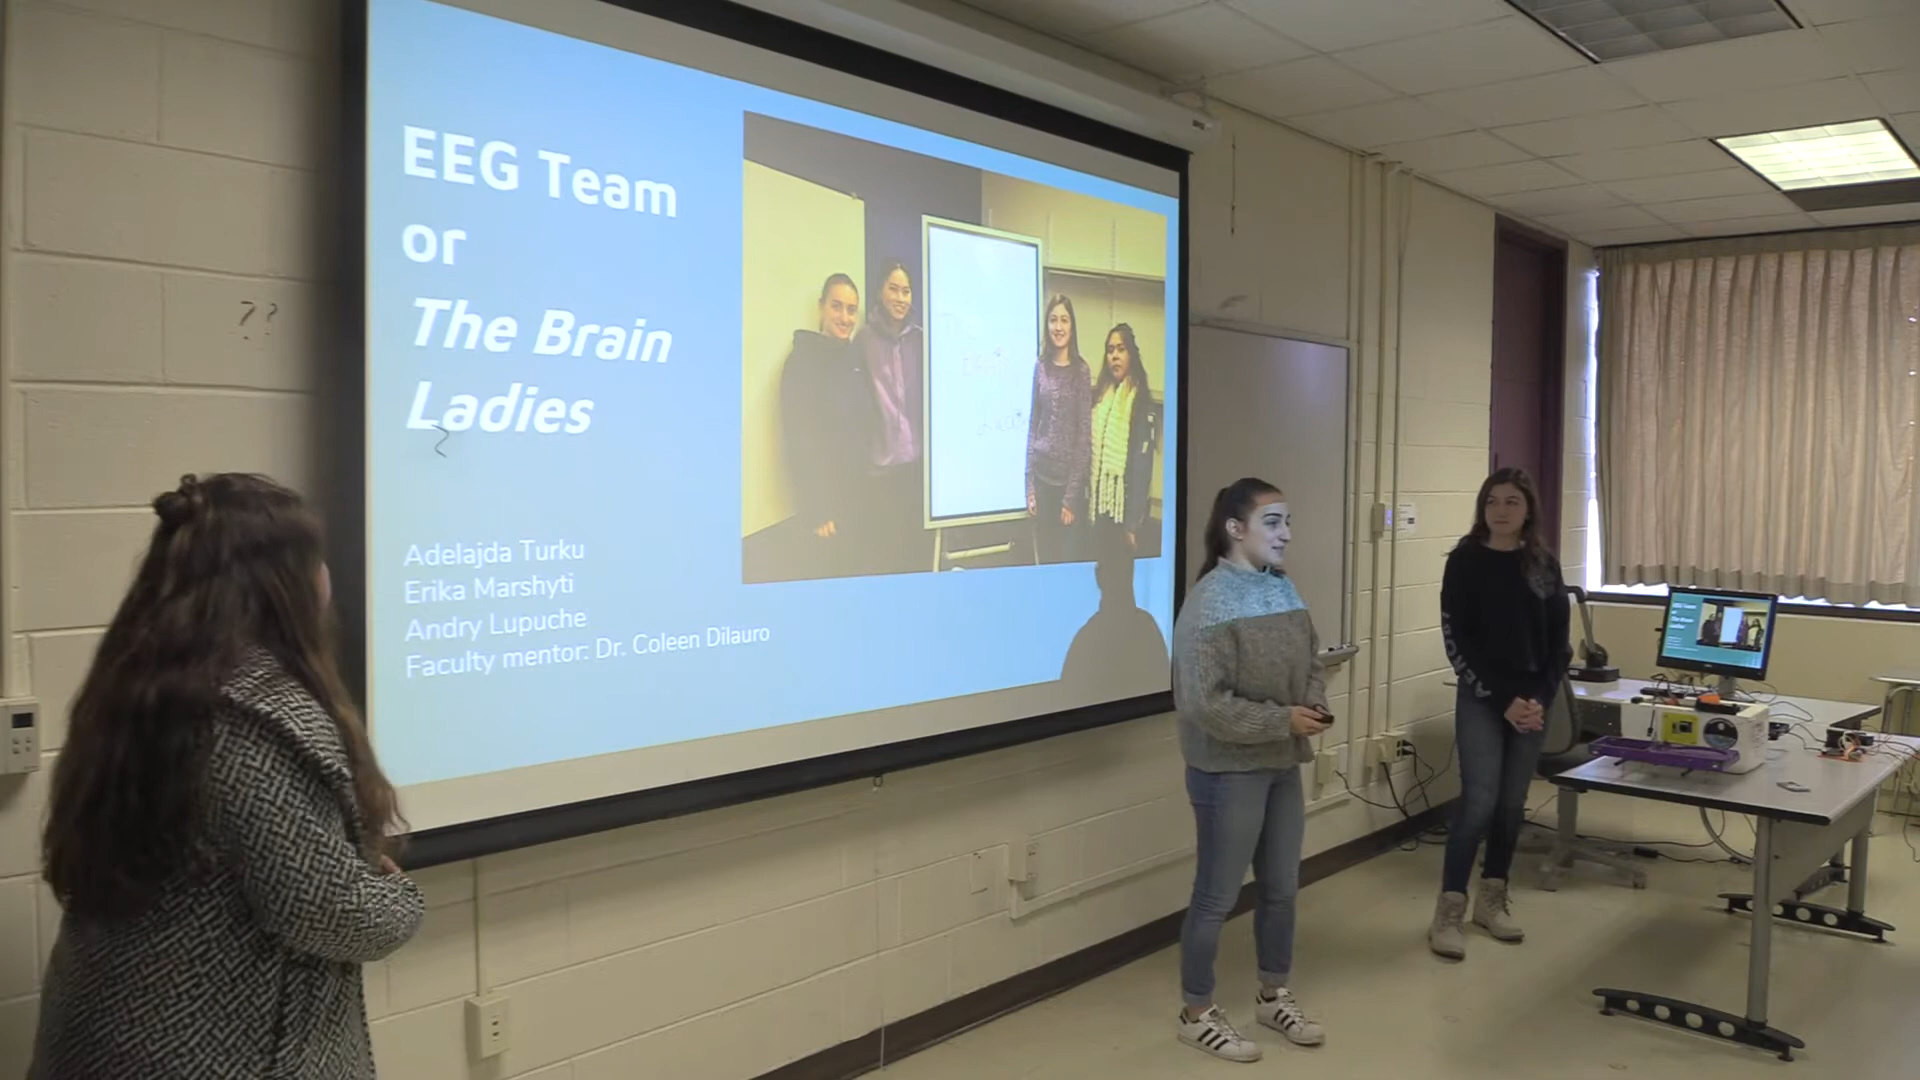 EEG Team
or
The Brain
Ladies
Adelajda Turku
Erika Marshyti
Andry Lupuche
Faculty mentor: Dr. Coleen Dilauro
??